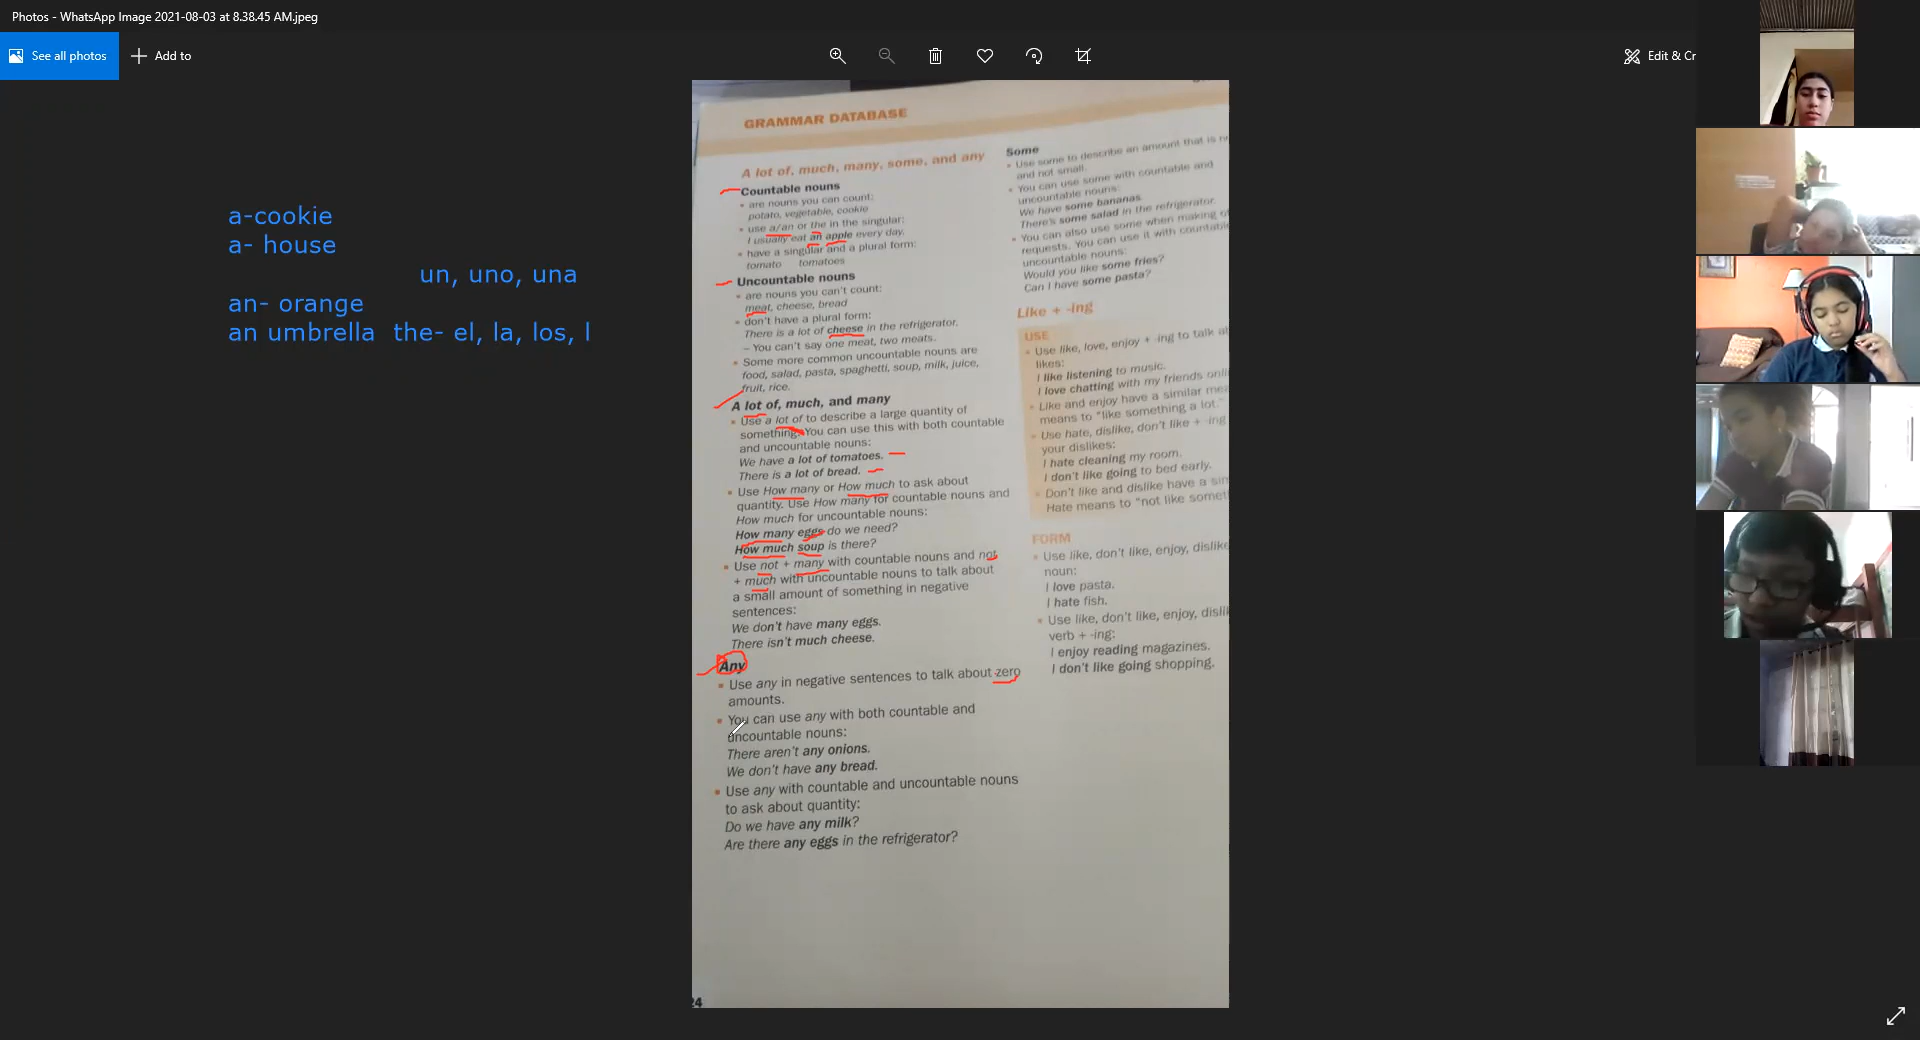 Photos - WhatsApp Image 2021-08-03 at 8.38.45 AM.jpeg
See all photos
Add to
Edit & Cr
a-cookie
a- house
un, uno, una
an- orange
an umbrella the- el, la, los, l
GRAMMAR DATABASE
A lot of, much, many, some, and any
Countable nouns
are nouns you can count:
potato, vegetable, cookie
use a/an or the in the singular:
I usually eat an apple every day.
have a singular and a plural form:
tomato tomatoes
Uncountable nouns
are nouns you can't count:
meat, cheese, bread
don't have a plural form:
There is a lot of cheese in the refrigerator.
– You can't say one meat, two meats.
Some more common uncountable nouns are
food, salad, pasta, spaghetti, soup, milk, juice,
fruit, rice.
A lot of, much, and many
Use a lot of to describe a large quantity of
something. You can use this with both countable
and uncountable nouns:
We have a lot of tomatoes.
There is a lot of bread.
Use How many or How much to ask about
quantity. Use How many for countable nouns and
How much for uncountable nouns:
How many eggs do we need?
How much soup is there?
Use not + many with countable nouns and not
+ much with uncountable nouns to talk about
a small amount of something in negative
sentences:
We don't have many eggs.
There isn't much cheese.
Any
Use any in negative sentences to talk about zero
amounts.
You can use any with both countable and
uncountable nouns:
There aren't any onions.
We don't have any bread.
Use any with countable and uncountable nouns
to ask about quantity:
Do we have any milk?
Are there any eggs in the refrigerator?
24
Some
Use some to describe an amount that is
and not small.
You can use some with countable and
uncountable nouns:
We have some bananas.
There's some salad in the refrigerator.
You can also use some when making
requests. You can use it with countable
uncountable nouns:
Would you like some fries?
Can I have some pasta?
Like + -ing
USE
Use like, love, enjoy + -ing to talk
likes:
I like listening to music.
I love chatting with my friends
Like and enjoy have a similar
means to "like something a lot."
Use hate, dislike, don't like + -ing
your dislikes:
I hate cleaning my room.
I don't like going to bed early.
Don't like and dislike have a
Hate means to "not like
FORM
Use like, don't like, enjoy, dislike
noun:
I love pasta.
I hate fish.
Use like, don't like, enjoy,
verb + -ing:
I enjoy reading magazines.
I don't like going shopping.